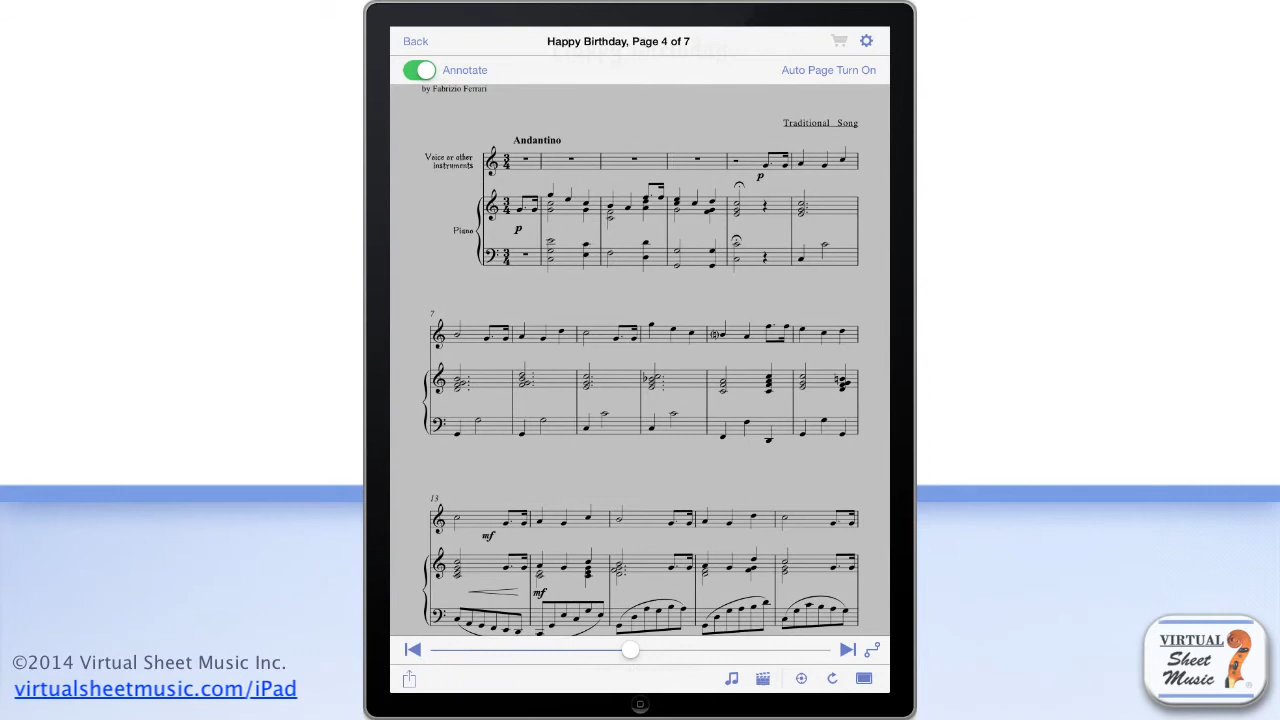 Back
Happy Birthday, Page 4 of 7
Annotate
Auto Page Turn On
by Fabrizio Ferrari
Traditional Song
Andantino
Voice or other
instruments
p
Piano
p
7
13
mf
mf
©2014 Virtual Sheet Music Inc.
virtualsheetmusic.com/iPad
VIRTUAL
Sheet
Music